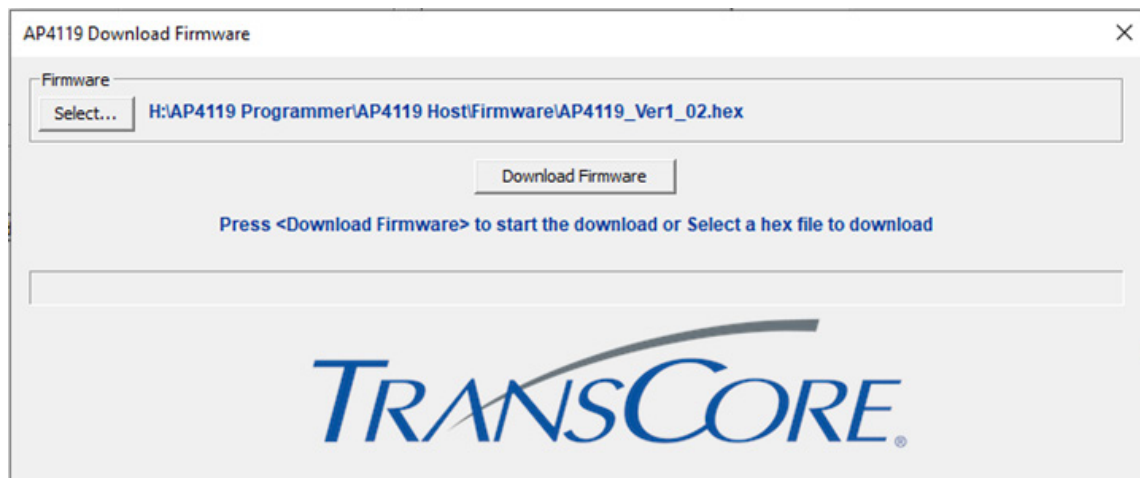 AP4119 Download Firmware
Firmware
Select... H:\AP4119 Programmer\AP4119 Host\Firmware\AP4119_Ver1_02.hex
Download Firmware
Press <Download Firmware> to start the download or Select a hex file to download
TRANSCORE®